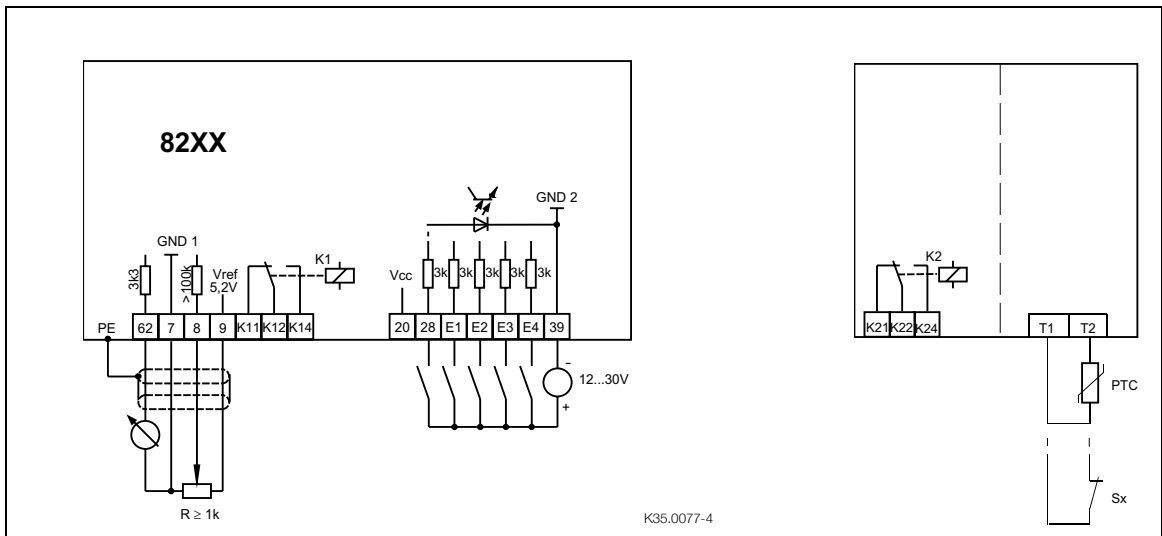 82XX
GND 1
3k3
>100k
Vref
5,2V
K1
PE
62 7 8 9 K11 K12 K14
R ≥ 1k
GND 2
Vcc
3k 3k 3k 3k 3k
20 28 E1 E2 E3 E4 39
-
12...30V
+
K2
K21 K22 K24
T1 T2
PTC
Sx
K35.0077-4